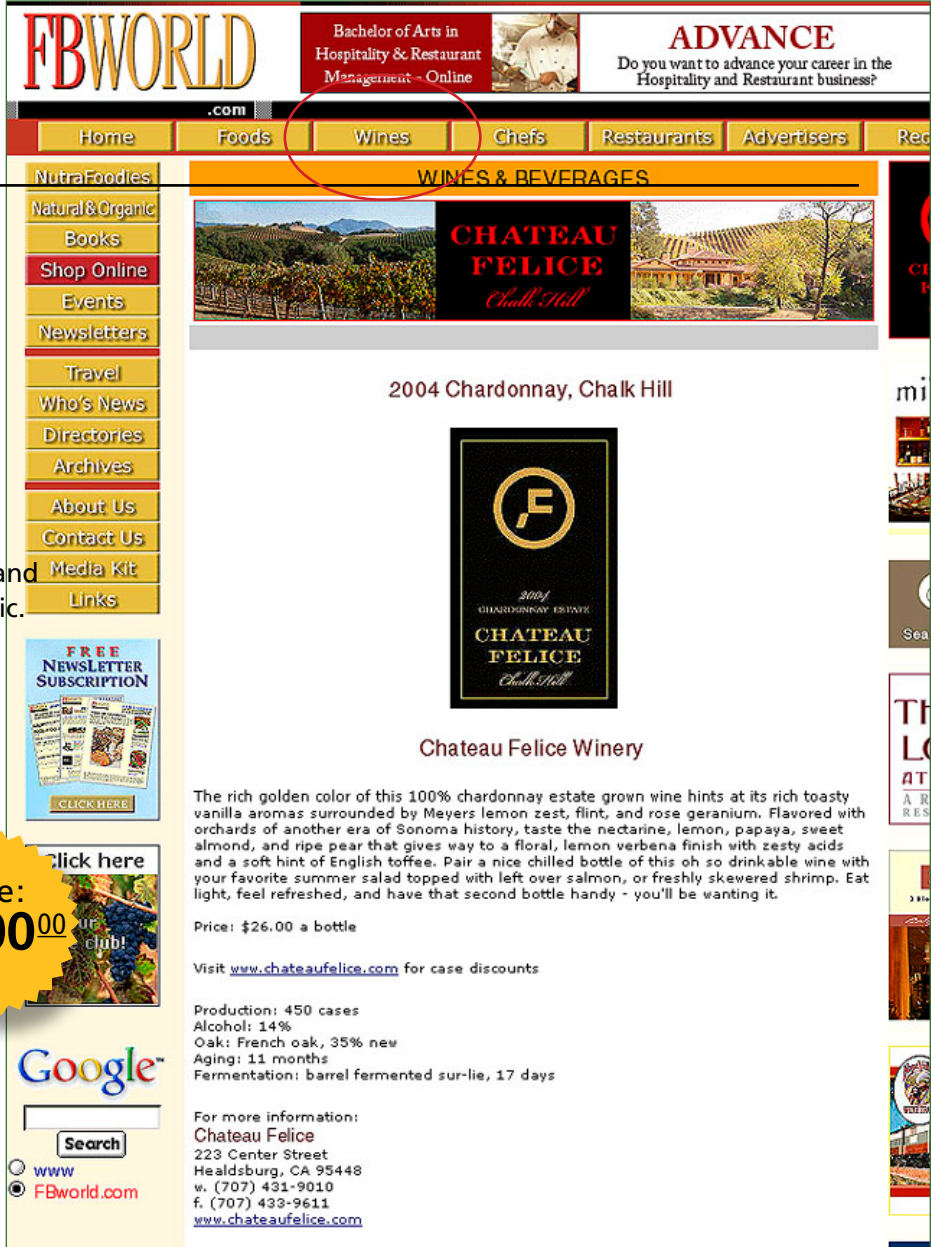 FBWORLD
.com
Bachelor of Arts in
Hospitality & Restaurant
Management - Online
ADVANCE
Do you want to advance your career in the
Hospitality and Restaurant business?
Home
Foods
Wines
Chefs
Restaurants
Advertisers
NutraFoodies
Natural & Organic
Books
Shop Online
Events
Newsletters
Travel
Who's News
Directories
Archives
About Us
Contact Us
and
Media Kit
Links
FREE
NEWSLETTER
SUBSCRIPTION
CLICK HERE
Click here
club!
00
Google™
Search
www
FBworld.com
WINES & BEVERAGES
CHATEAU
FELICE
Chalk Hill
2004 Chardonnay, Chalk Hill
2004
CHARDONNAY ESTATE
CHATEAU
FELICE
Chalk Hill
Chateau Felice Winery
The rich golden color of this 100% chardonnay estate grown wine hints at its rich toasty
vanilla aromas surrounded by Meyers lemon zest, flint, and rose geranium. Flavored with
orchards of another era of Sonoma history, taste the nectarine, lemon, papaya, sweet
almond, and ripe pear that gives way to a floral, lemon verbena finish with zesty acids
and a soft hint of English toffee. Pair a nice chilled bottle of this oh so drinkable wine with
your favorite summer salad topped with left over salmon, or freshly skewered shrimp. Eat
light, feel refreshed, and have that second bottle handy - you'll be wanting it.
Price: $26.00 a bottle
Visit www.chateaufelice.com for case discounts
Production: 450 cases
Alcohol: 14%
Oak: French oak, 35% new
Aging: 11 months
Fermentation: barrel fermented sur-lie, 17 days
For more information:
Chateau Felice
223 Center Street
Healdsburg, CA 95448
w. (707) 431-9010
f. (707) 433-9611
www.chateaufelice.com